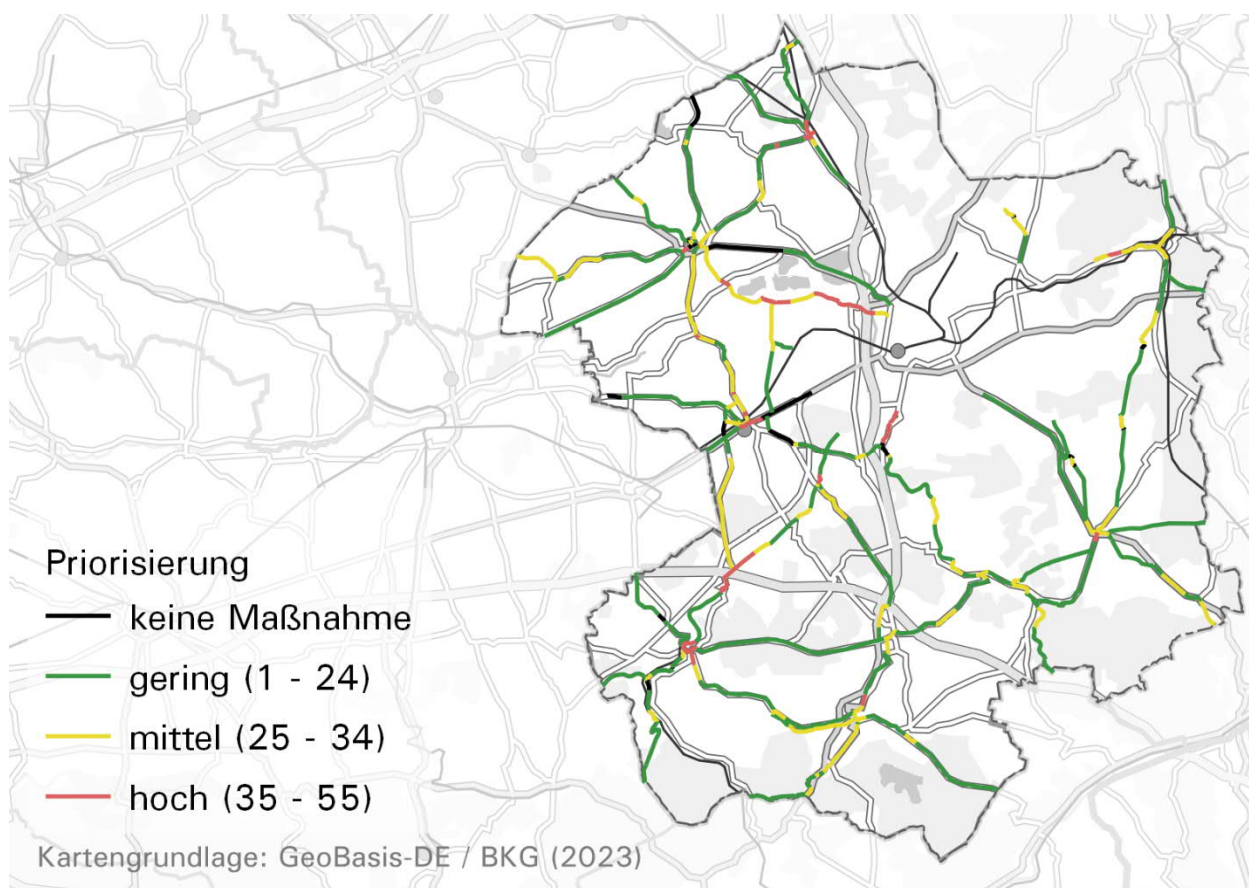 Priorisierung
keine Maßnahme
gering (1 - 24)
mittel (25 - 34)
hoch (35 - 55)
Kartengrundlage: GeoBasis-DE / BKG (2023)